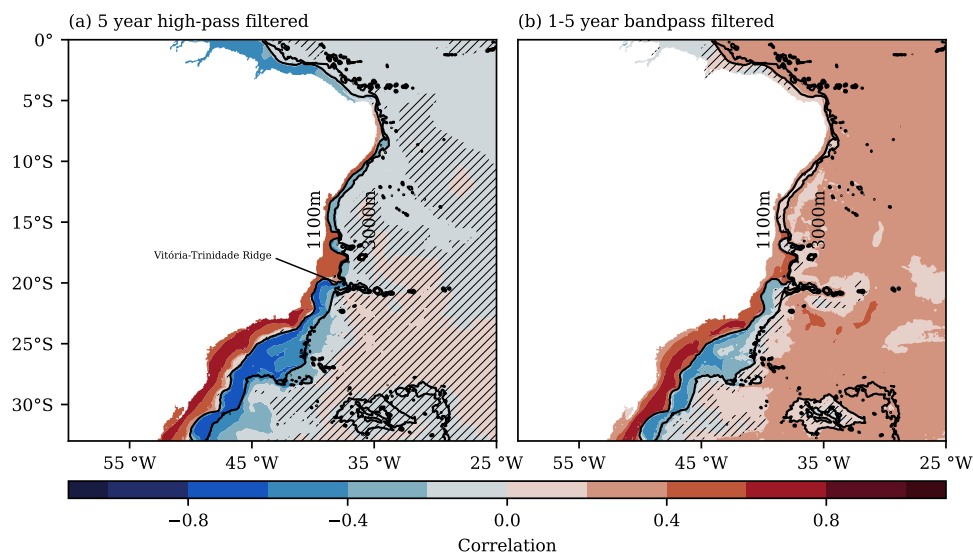 (a) 5 year high-pass filtered
(b) 1-5 year bandpass filtered
0°
5°S
10°S
15°S
20°S
25°S
30°S
1100m
3000m
Vitória-Trinidade Ridge
1100m
3000m
55 °W
45 °W
35 °W
25 °W
55 °W
45 °W
35 °W
25 °W
−0.8
−0.4
0.0
0.4
0.8
Correlation